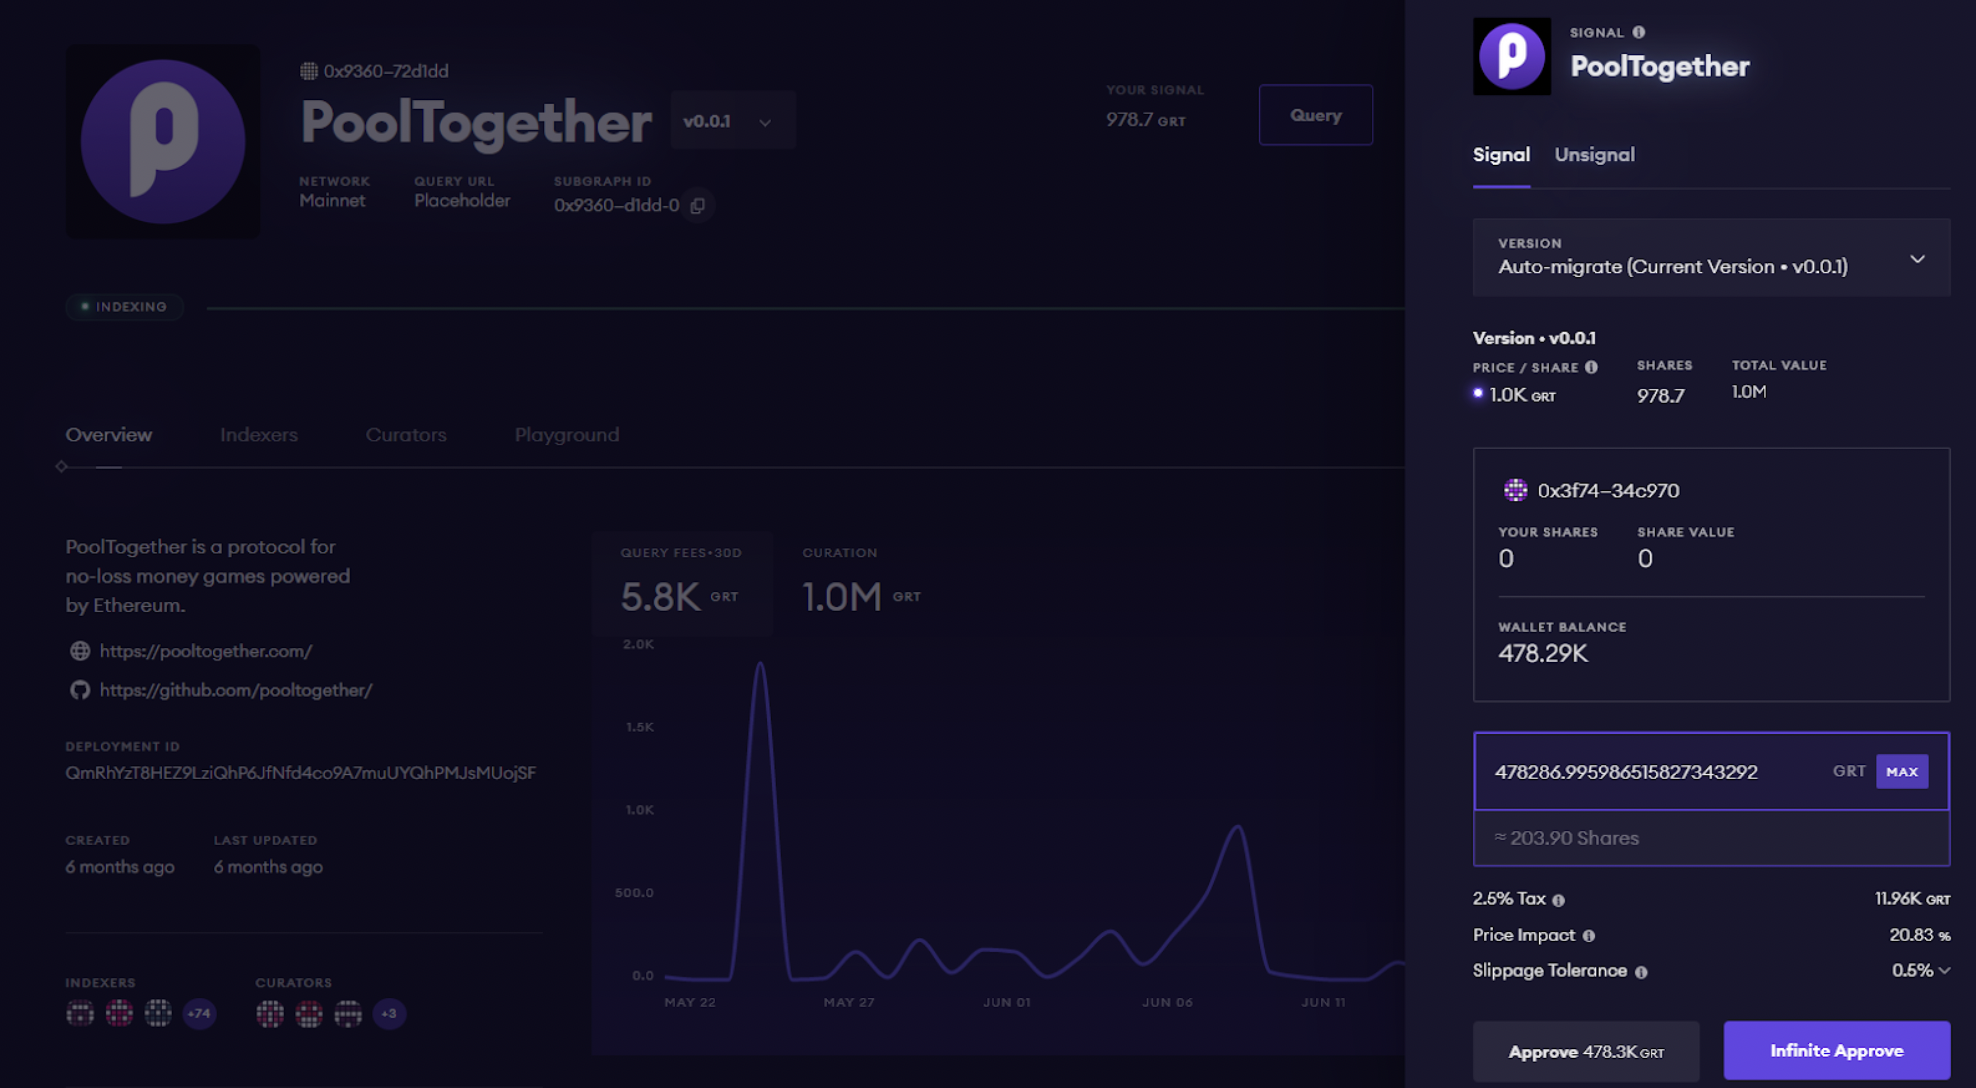 0x9360–72d1dd
PoolTogether
v0.0.1
YOUR SIGNAL
978.7 GRT
Query
NETWORK
Mainnet
QUERY URL
Placeholder
SUBGRAPH ID
0x9360–d1dd-0
INDEXING
Overview
Indexers
Curators
Playground
PoolTogether is a protocol for
no-loss money games powered
by Ethereum.
https://pooltogether.com/
https://github.com/pooltogether/
DEPLOYMENT ID
QmRhYzT8HEZ9LziQhP6JfNfd4co9A7muUYQhPMJsMUojSF
CREATED
6 months ago
LAST UPDATED
6 months ago
INDEXERS
+74
CURATORS
+3
QUERY FEES•30D
5.8K GRT
CURATION
1.0M GRT
2.0K
1.5K
1.0K
500.0
0.0
MAY 22
MAY 27
JUN 01
JUN 06
JUN 11
SIGNAL
PoolTogether
Signal
Unsignal
VERSION
Auto-migrate (Current Version • v0.0.1)
Version • v0.0.1
PRICE / SHARE
1.0K GRT
SHARES
978.7
TOTAL VALUE
1.0M
0x3f74–34c970
YOUR SHARES
0
SHARE VALUE
0
WALLET BALANCE
478.29K
478286.995986515827343292 GRT MAX
≈ 203.90 Shares
2.5% Tax 11.96K GRT
Price Impact 20.83 %
Slippage Tolerance 0.5%
Approve 478.3K GRT
Infinite Approve